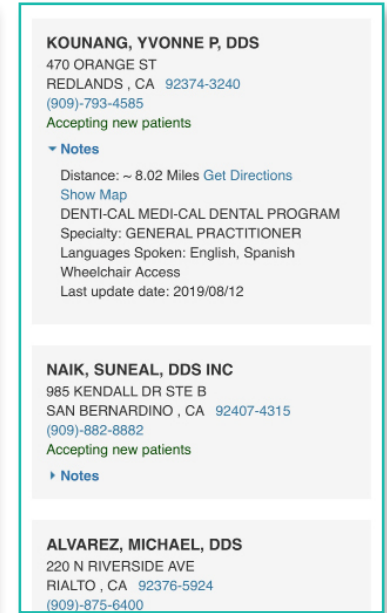 KOUNANG, YVONNE P, DDS
470 ORANGE ST
REDLANDS , CA 92374-3240
(909)-793-4585
Accepting new patients
Notes
Distance: ~ 8.02 Miles Get Directions
Show Map
DENTI-CAL MEDI-CAL DENTAL PROGRAM
Specialty: GENERAL PRACTITIONER
Languages Spoken: English, Spanish
Wheelchair Access
Last update date: 2019/08/12
NAIK, SUNEAL, DDS INC
985 KENDALL DR STE B
SAN BERNARDINO , CA 92407-4315
(909)-882-8882
Accepting new patients
Notes
ALVAREZ, MICHAEL, DDS
220 N RIVERSIDE AVE
RIALTO , CA 92376-5924
(909)-875-6400